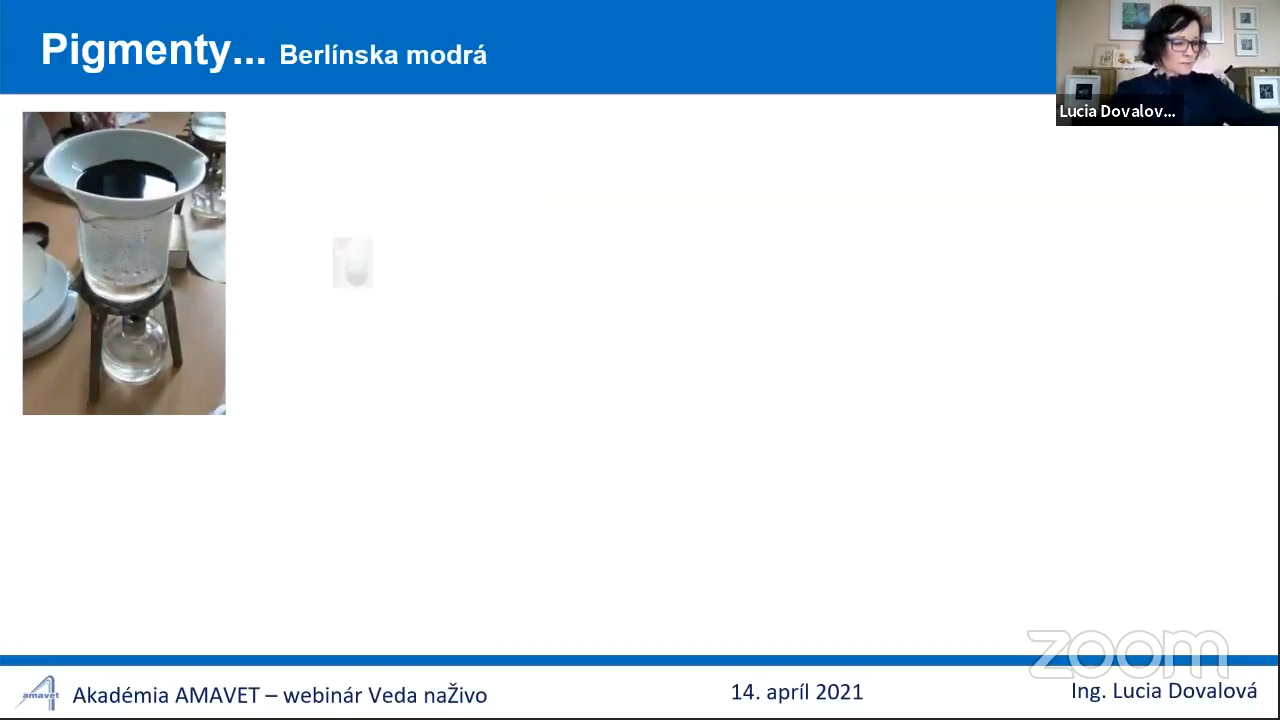 Pigmenty... Berlínska modrá
Lucia Dovalov...
zoom
amavet
Akadémia AMAVET – webinár Veda naŽivo
14. apríl 2021
Ing. Lucia Dovalová